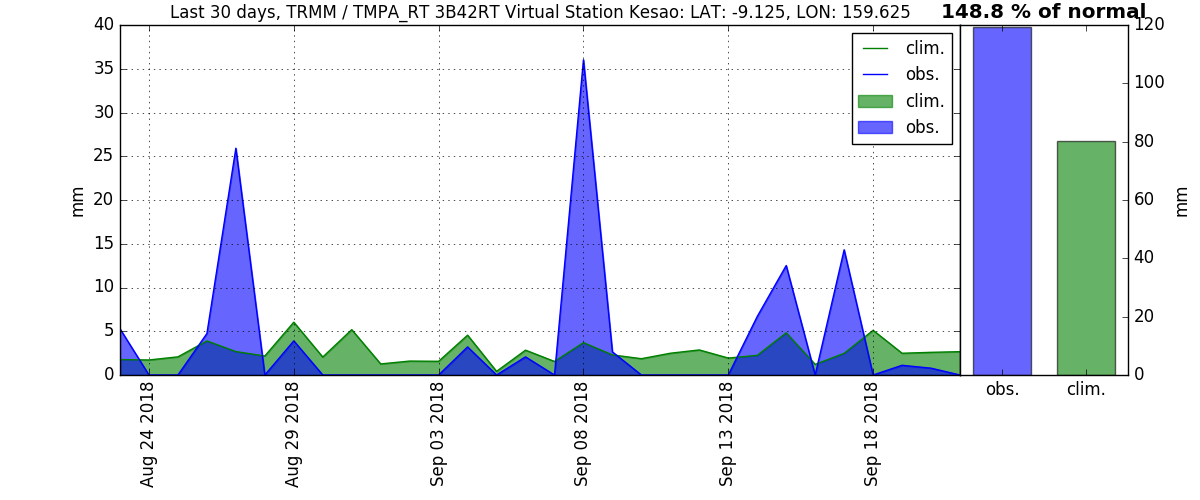 Last 30 days, TRMM / TMPA_RT 3B42RT Virtual Station Kesao: LAT: -9.125, LON: 159.625
148.8 % of normal
40
35
30
25
20
15
10
5
0
mm
clim.
obs.
clim.
obs.
120
100
80
60
40
20
0
mm
obs.
clim.
Aug 24 2018
Aug 29 2018
Sep 03 2018
Sep 08 2018
Sep 13 2018
Sep 18 2018